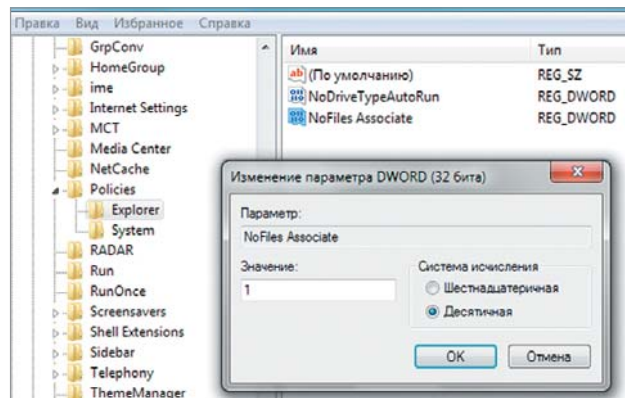 Правка Вид Избранное Справка
GrpConv
HomeGroup
ime
Internet Settings
MCT
Media Center
NetCache
Policies
Explorer
System
RADAR
Run
RunOnce
Screensavers
Shell Extensions
Sidebar
Telephony
ThemeManager
Имя Тип
ab (По умолчанию) REG_SZ
NoDriveTypeAutoRun REG_DWORD
NoFiles Associate REG_DWORD
Изменение параметра DWORD (32 бита)
Параметр:
NoFiles Associate
Значение:
1
Система исчисления
Шестнадцатеричная
Десятичная
OK Отмена